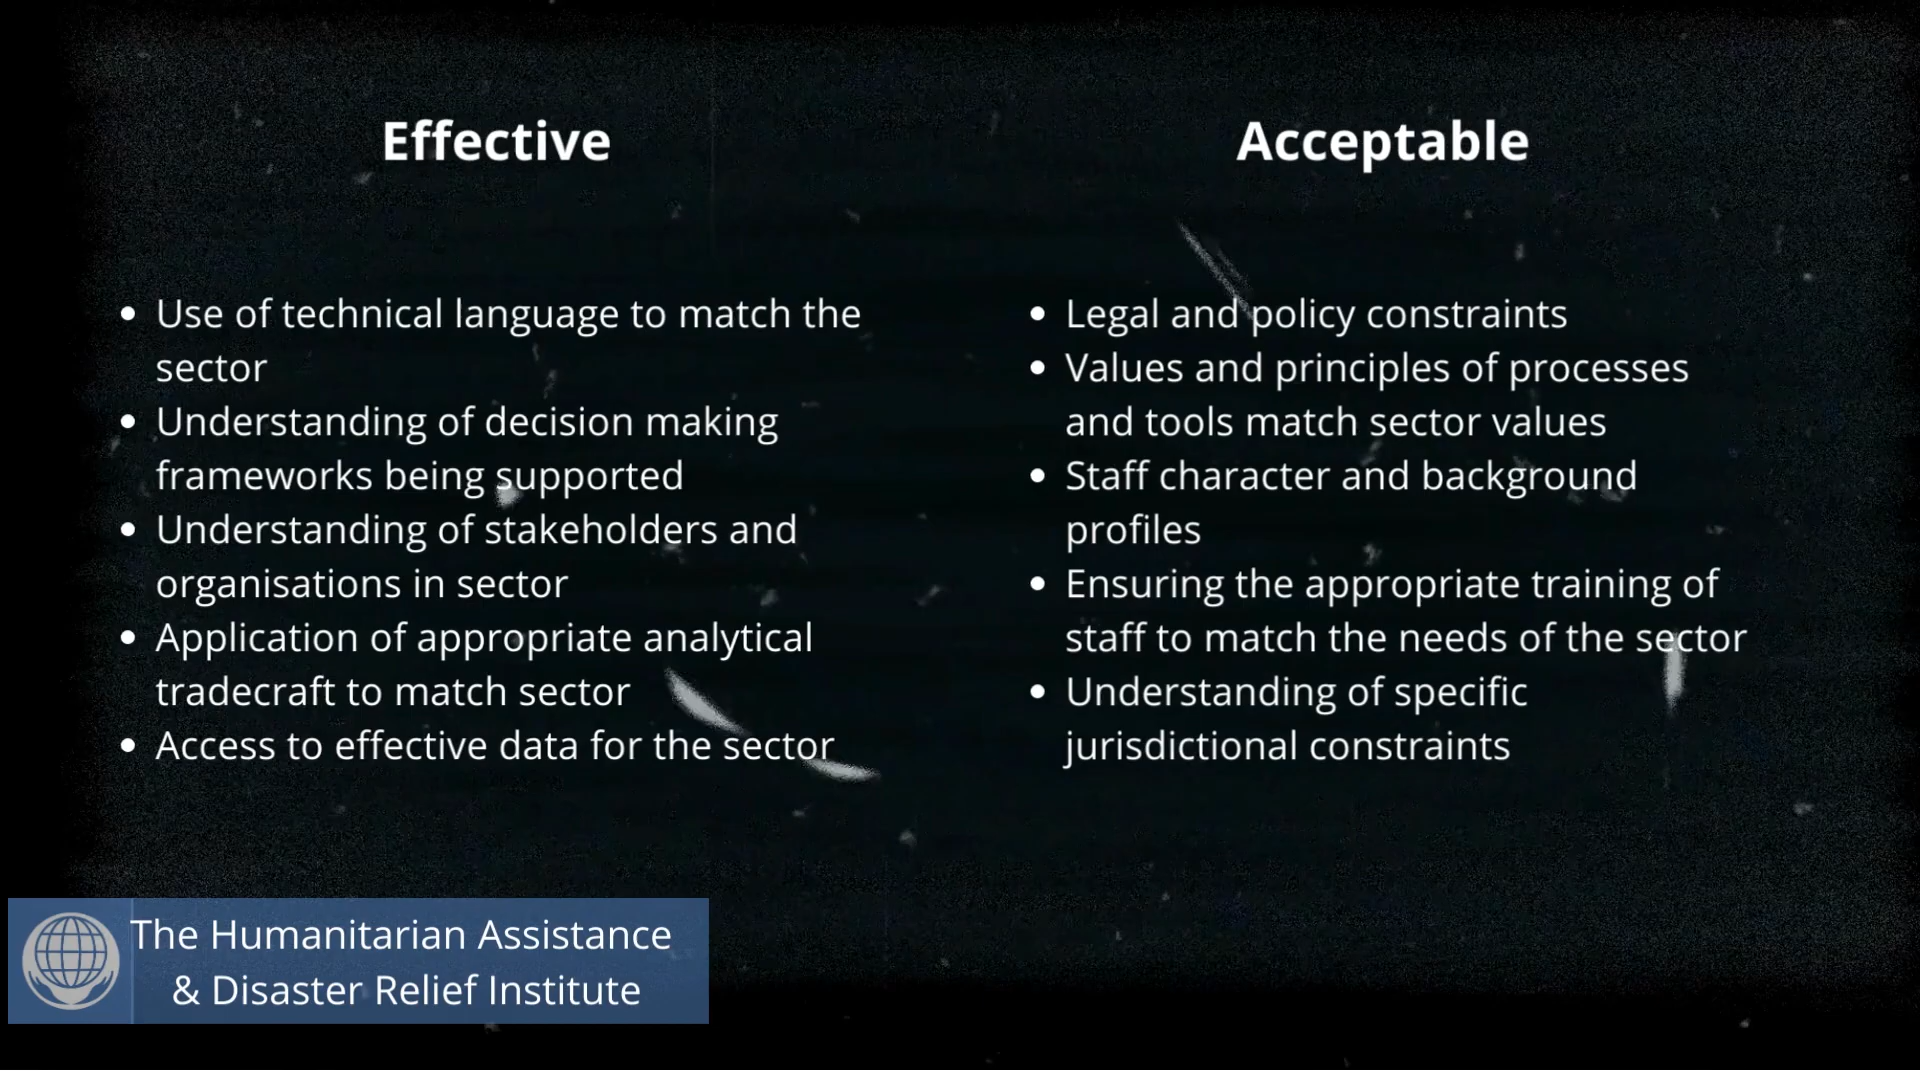 Effective
• Use of technical language to match the
sector
• Understanding of decision making
frameworks being supported
• Understanding of stakeholders and
organisations in sector
• Application of appropriate analytical
tradecraft to match sector
• Access to effective data for the sector
Acceptable
• Legal and policy constraints
• Values and principles of processes
and tools match sector values
• Staff character and background
profiles
• Ensuring the appropriate training of
staff to match the needs of the sector
• Understanding of specific
jurisdictional constraints
The Humanitarian Assistance
& Disaster Relief Institute